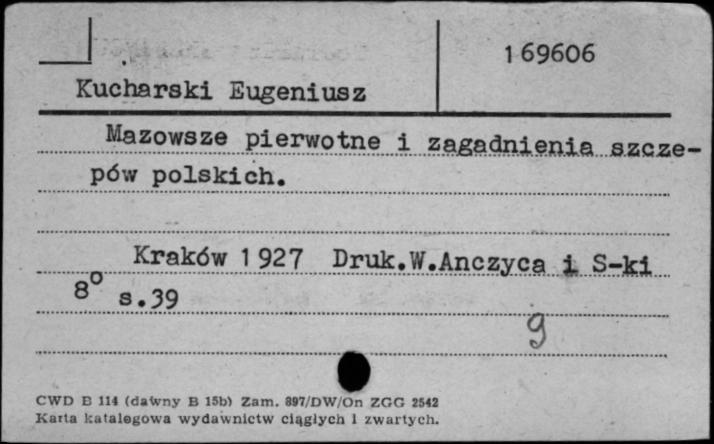 169606
Kucharski Eugeniusz
Mazowsze pierwotne i zagadnienia szcze-
pów polskich.
Kraków 1927 Druk.W.Anczyca i S-ki
8° s.39
9
CWD B 114 (dawny B 15b) Zam. 897/DW/On ZGG 2542
Karta katalogowa wydawnictw ciągłych i zwartych.